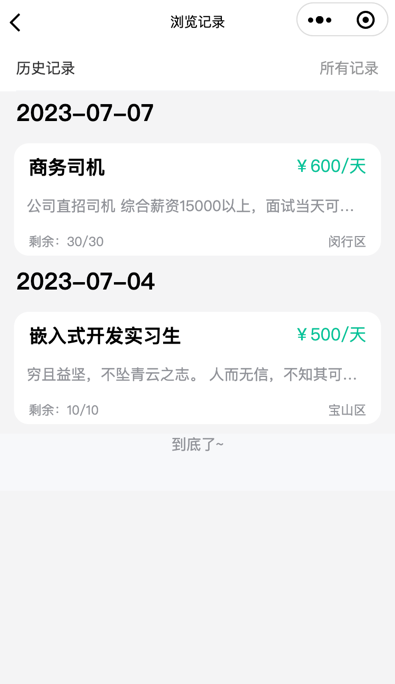 浏览记录
历史记录 所有记录
2023-07-07
商务司机 ￥600/天
公司直招司机 综合薪资15000以上，面试当天可...
剩余：30/30 闵行区
2023-07-04
嵌入式开发实习生 ￥500/天
穷且益坚，不坠青云之志。 人而无信，不知其可...
剩余：10/10 宝山区
到底了~